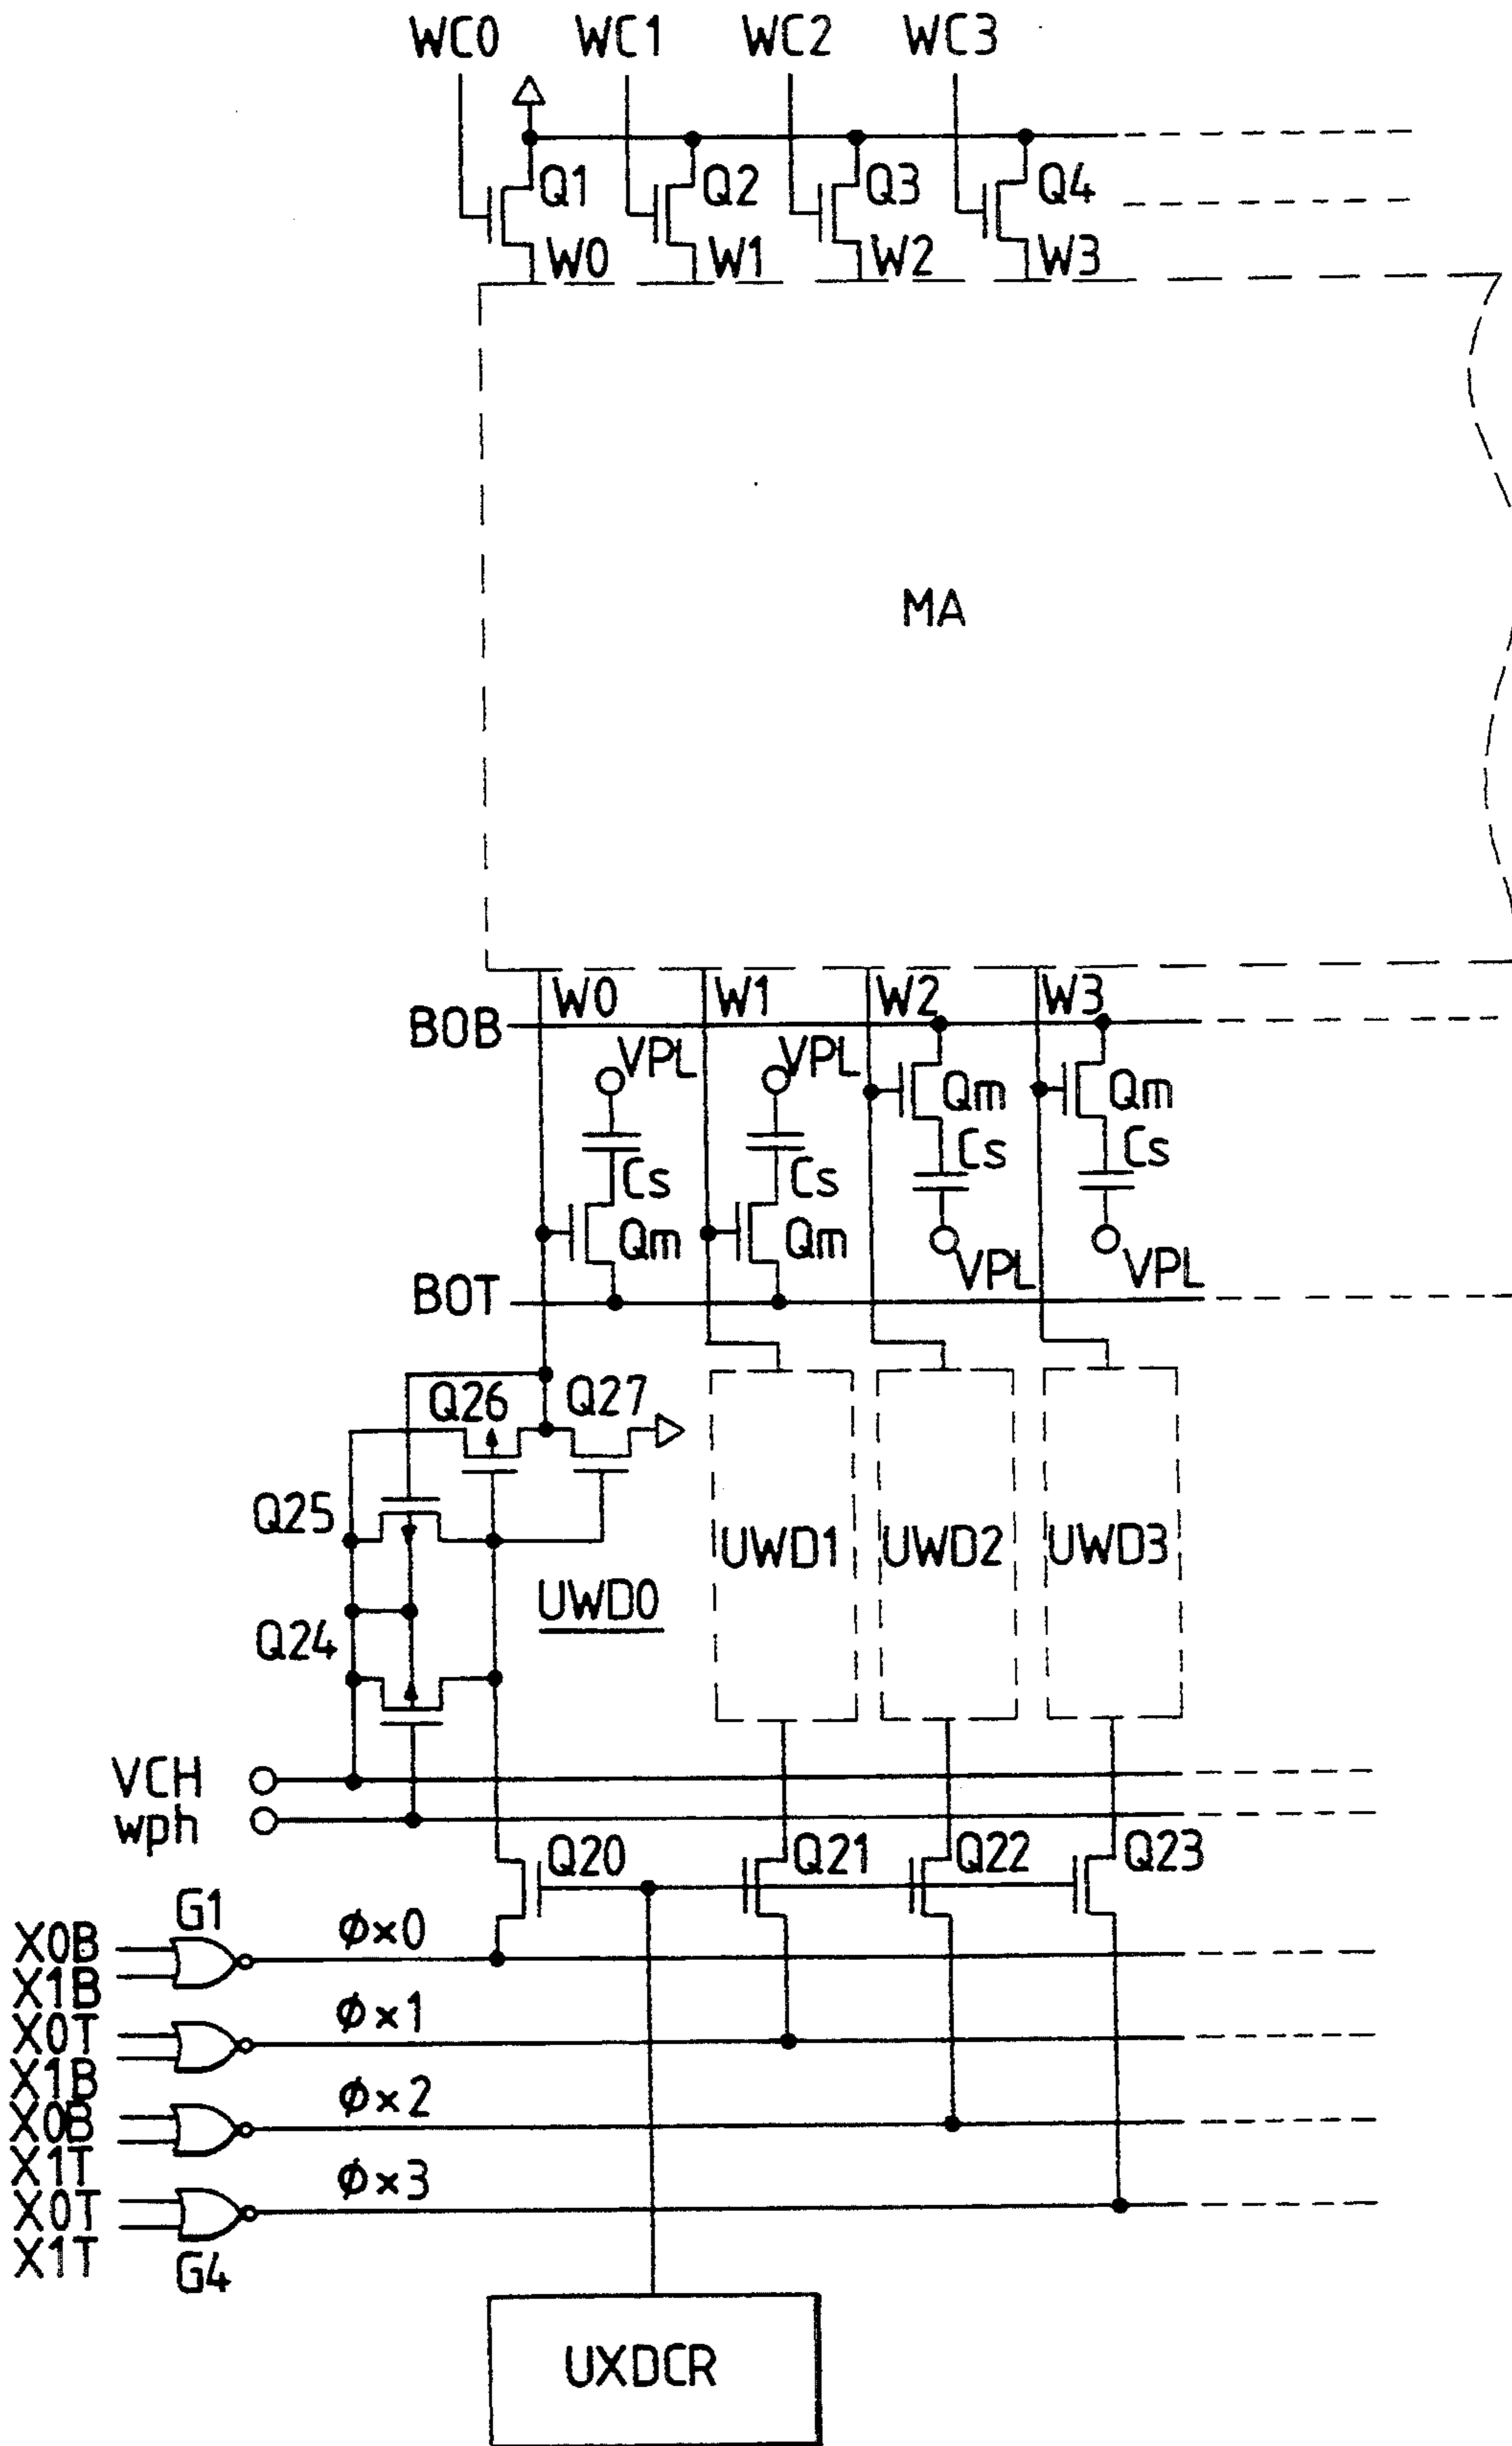 WC0 WC1 WC2 WC3
Q1 Q2 Q3 Q4
W0 W1 W2 W3
MA
W0 W1 W2 W3
BOB
VPL VPL
Qm Qm
Cs Cs
Cs Cs
Qm Qm
VPL VPL
BOT
Q26 Q27
Q25
UWD1 UWD2 UWD3
UWD0
Q24
VCH
wph
Q20 Q21 Q22 Q23
G1
φx0
X0B
X1B
φx1
X0T
X1B
φx2
X0B
X1T
φx3
X0T
X1T
G4
UXDCR